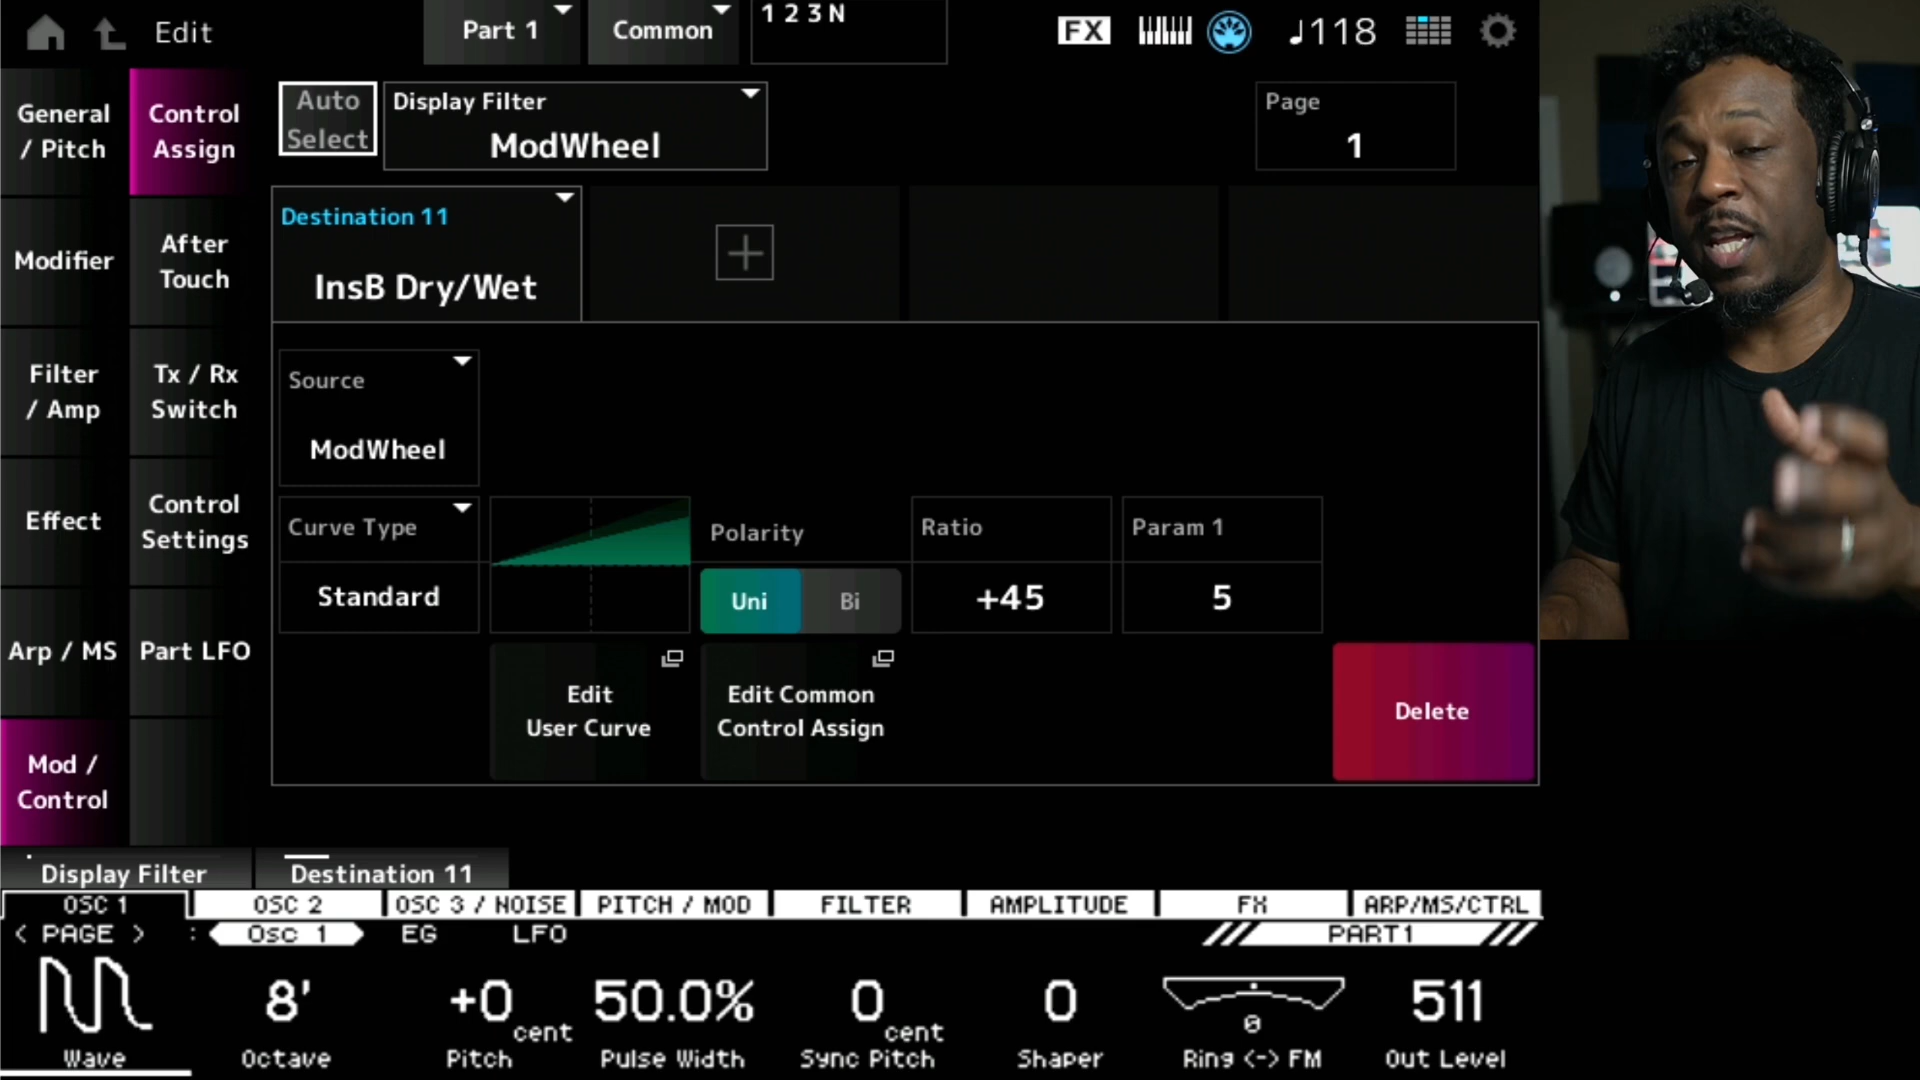 Edit
Part 1
Common
1 2 3 N
FX
♩118
General
/ Pitch
Control
Assign
Auto
Select
Display Filter
ModWheel
Page
1
Modifier
After
Touch
Destination 11
InsB Dry/Wet
+
Filter
/ Amp
Tx / Rx
Switch
Source
ModWheel
Effect
Control
Settings
Curve Type
Standard
Polarity
Uni
Bi
Ratio
+45
Param 1
5
Arp / MS
Part LFO
Edit
User Curve
Edit Common
Control Assign
Delete
Mod /
Control
Display Filter
Destination 11
OSC 1
OSC 2
OSC 3 / NOISE
PITCH / MOD
FILTER
AMPLITUDE
FX
ARP/MS/CTRL
< PAGE > :
Osc 1
EG
LFO
PART1
8'
+0 cent
50.0%
0 cent
0
0
511
Wave
Octave
Pitch
Pulse Width
Sync Pitch
Shaper
Ring <-> FM
Out Level